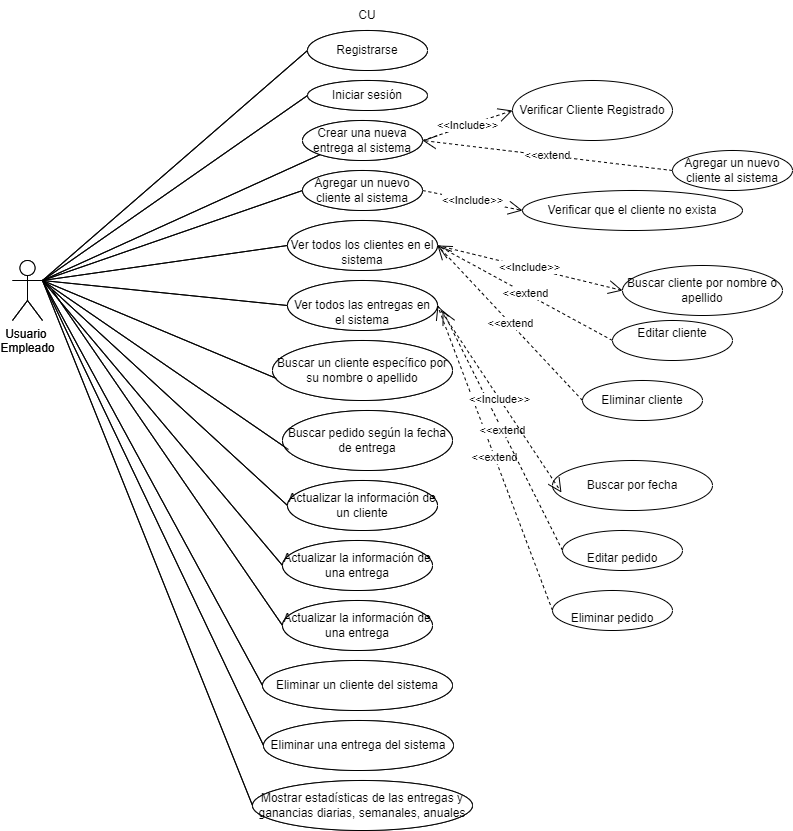 CU
Registrarse
Iniciar sesión
Verificar Cliente Registrado
<<Include>>
Crear una nueva
entrega al sistema
<<extend
Agregar un nuevo
cliente al sistema
Agregar un nuevo
cliente al sistema
<<Include>>
Verificar que el cliente no exista
Ver todos los clientes en el
sistema
<<Include>>
Buscar cliente por nombre o
apellido
<<extend
Editar cliente
<<extend
Eliminar cliente
Usuario
Empleado
Ver todos las entregas en
el sistema
Buscar un cliente específico por
su nombre o apellido
<<Include>>
<<extend
<<extend
Buscar pedido según la fecha
de entrega
Buscar por fecha
Actualizar la información de
un cliente
Editar pedido
Actualizar la información de
una entrega
Eliminar pedido
Actualizar la información de
una entrega
Eliminar un cliente del sistema
Eliminar una entrega del sistema
Mostrar estadísticas de las entregas y
ganancias diarias, semanales, anuales